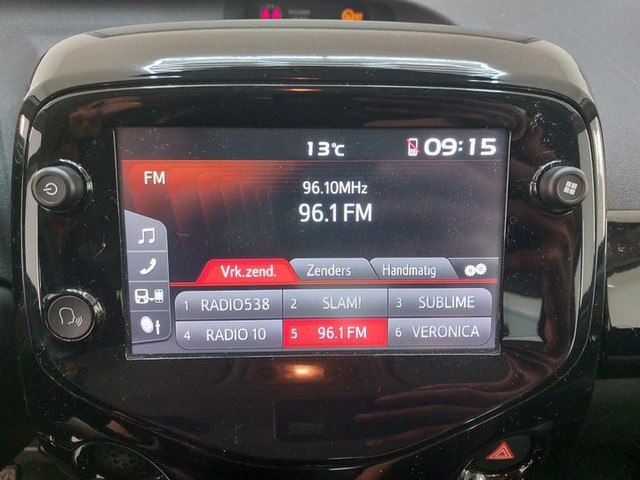 13°C 09:15
FM
96.10MHz
96.1 FM
Vrk.zend. Zenders Handmatig
1 RADIO538 2 SLAM! 3 SUBLIME
4 RADIO 10 5 96.1 FM 6 VERONICA